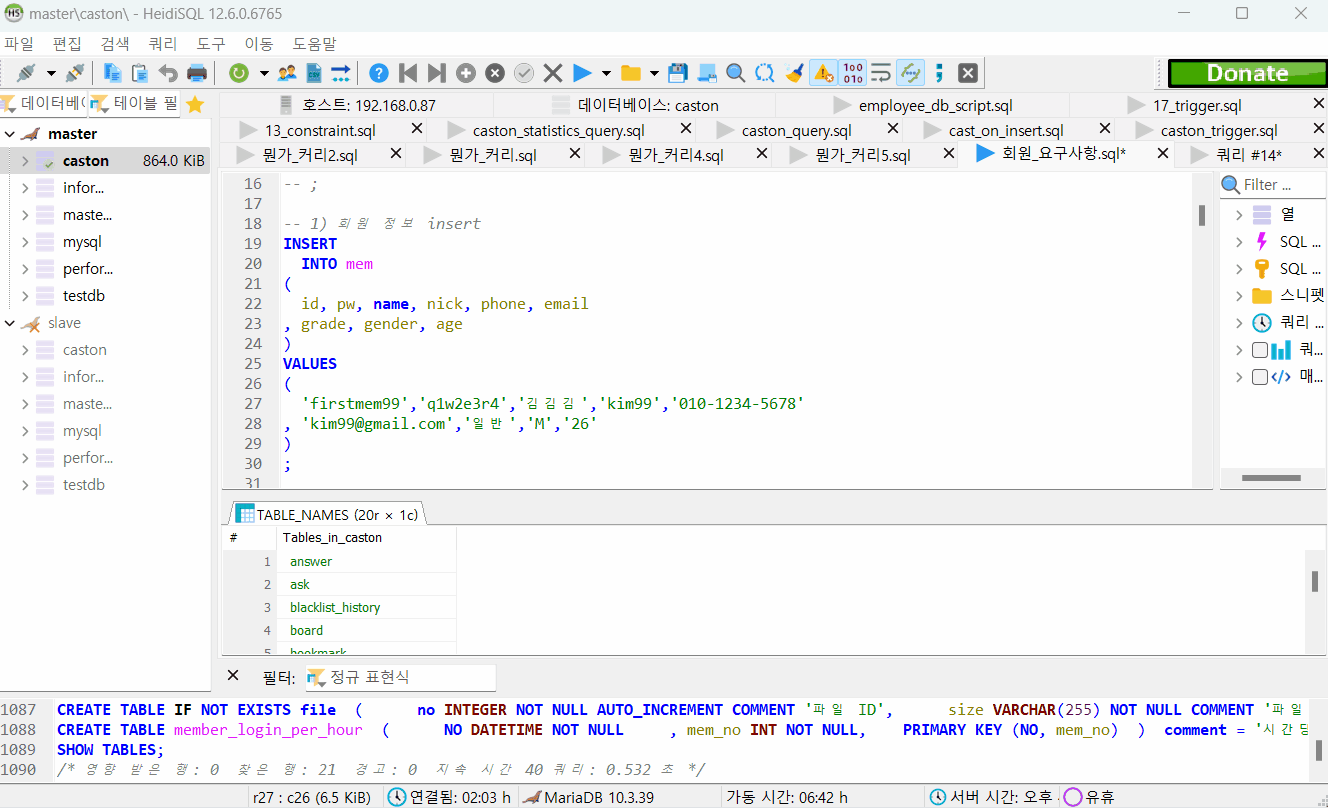 master\caston\ - HeidiSQL 12.6.0.6765
파일 편집 검색 쿼리 도구 이동 도움말
Donate
데이터베 테이블 필
호스트: 192.168.0.87 데이터베이스: caston employee_db_script.sql 17_trigger.sql
13_constraint.sql caston_statistics_query.sql caston_query.sql cast_on_insert.sql caston_trigger.sql
뭔가_커리2.sql 뭔가_커리.sql 뭔가_커리4.sql 뭔가_커리5.sql 회원_요구사항.sql* 쿼리 #14*
master
caston 864.0 KiB
infor...
maste...
mysql
perfor...
testdb
slave
caston
infor...
maste...
mysql
perfor...
testdb
16 -- ;
17
18 -- 1) 회원 정보 insert
19 INSERT
20 INTO mem
21 (
22 id, pw, name, nick, phone, email
23 , grade, gender, age
24 )
25 VALUES
26 (
27 'firstmem99','q1w2e3r4','김김김','kim99','010-1234-5678'
28 , 'kim99@gmail.com','일반','M','26'
29 )
30 ;
31
Filter ...
열
SQL ...
SQL ...
스니펫
쿼리 ...
쿼...
매...
TABLE_NAMES (20r × 1c)
# Tables_in_caston
1 answer
2 ask
3 blacklist_history
4 board
5 bookmark
필터: 정규 표현식
1087 CREATE TABLE IF NOT EXISTS file ( no INTEGER NOT NULL AUTO_INCREMENT COMMENT '파일 ID', size VARCHAR(255) NOT NULL COMMENT '파일
1088 CREATE TABLE member_login_per_hour ( NO DATETIME NOT NULL , mem_no INT NOT NULL, PRIMARY KEY (NO, mem_no) ) comment = '시간당
1089 SHOW TABLES;
1090 /* 영향 받은 행: 0 찾은 행: 21 경고: 0 지속 시간 40 쿼리: 0.532 초 */
r27 : c26 (6.5 KiB) 연결됨: 02:03 h MariaDB 10.3.39 가동 시간: 06:42 h 서버 시간: 오후 유휴